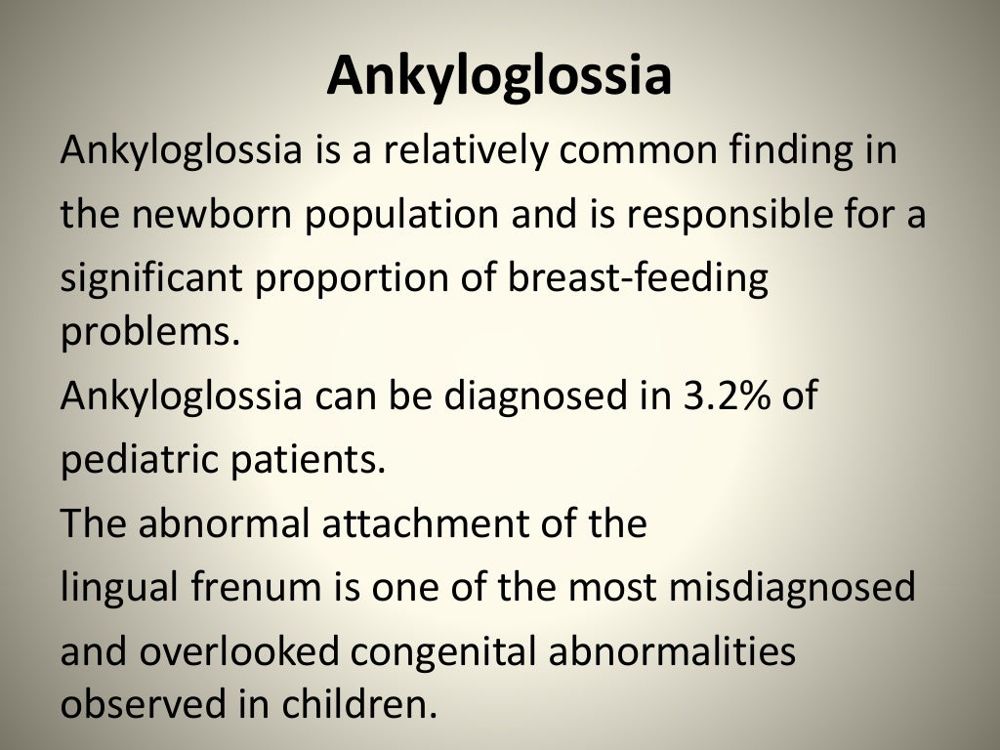 Ankyloglossia
Ankyloglossia is a relatively common finding in
the newborn population and is responsible for a
significant proportion of breast-feeding
problems.
Ankyloglossia can be diagnosed in 3.2% of
pediatric patients.
The abnormal attachment of the
lingual frenum is one of the most misdiagnosed
and overlooked congenital abnormalities
observed in children.